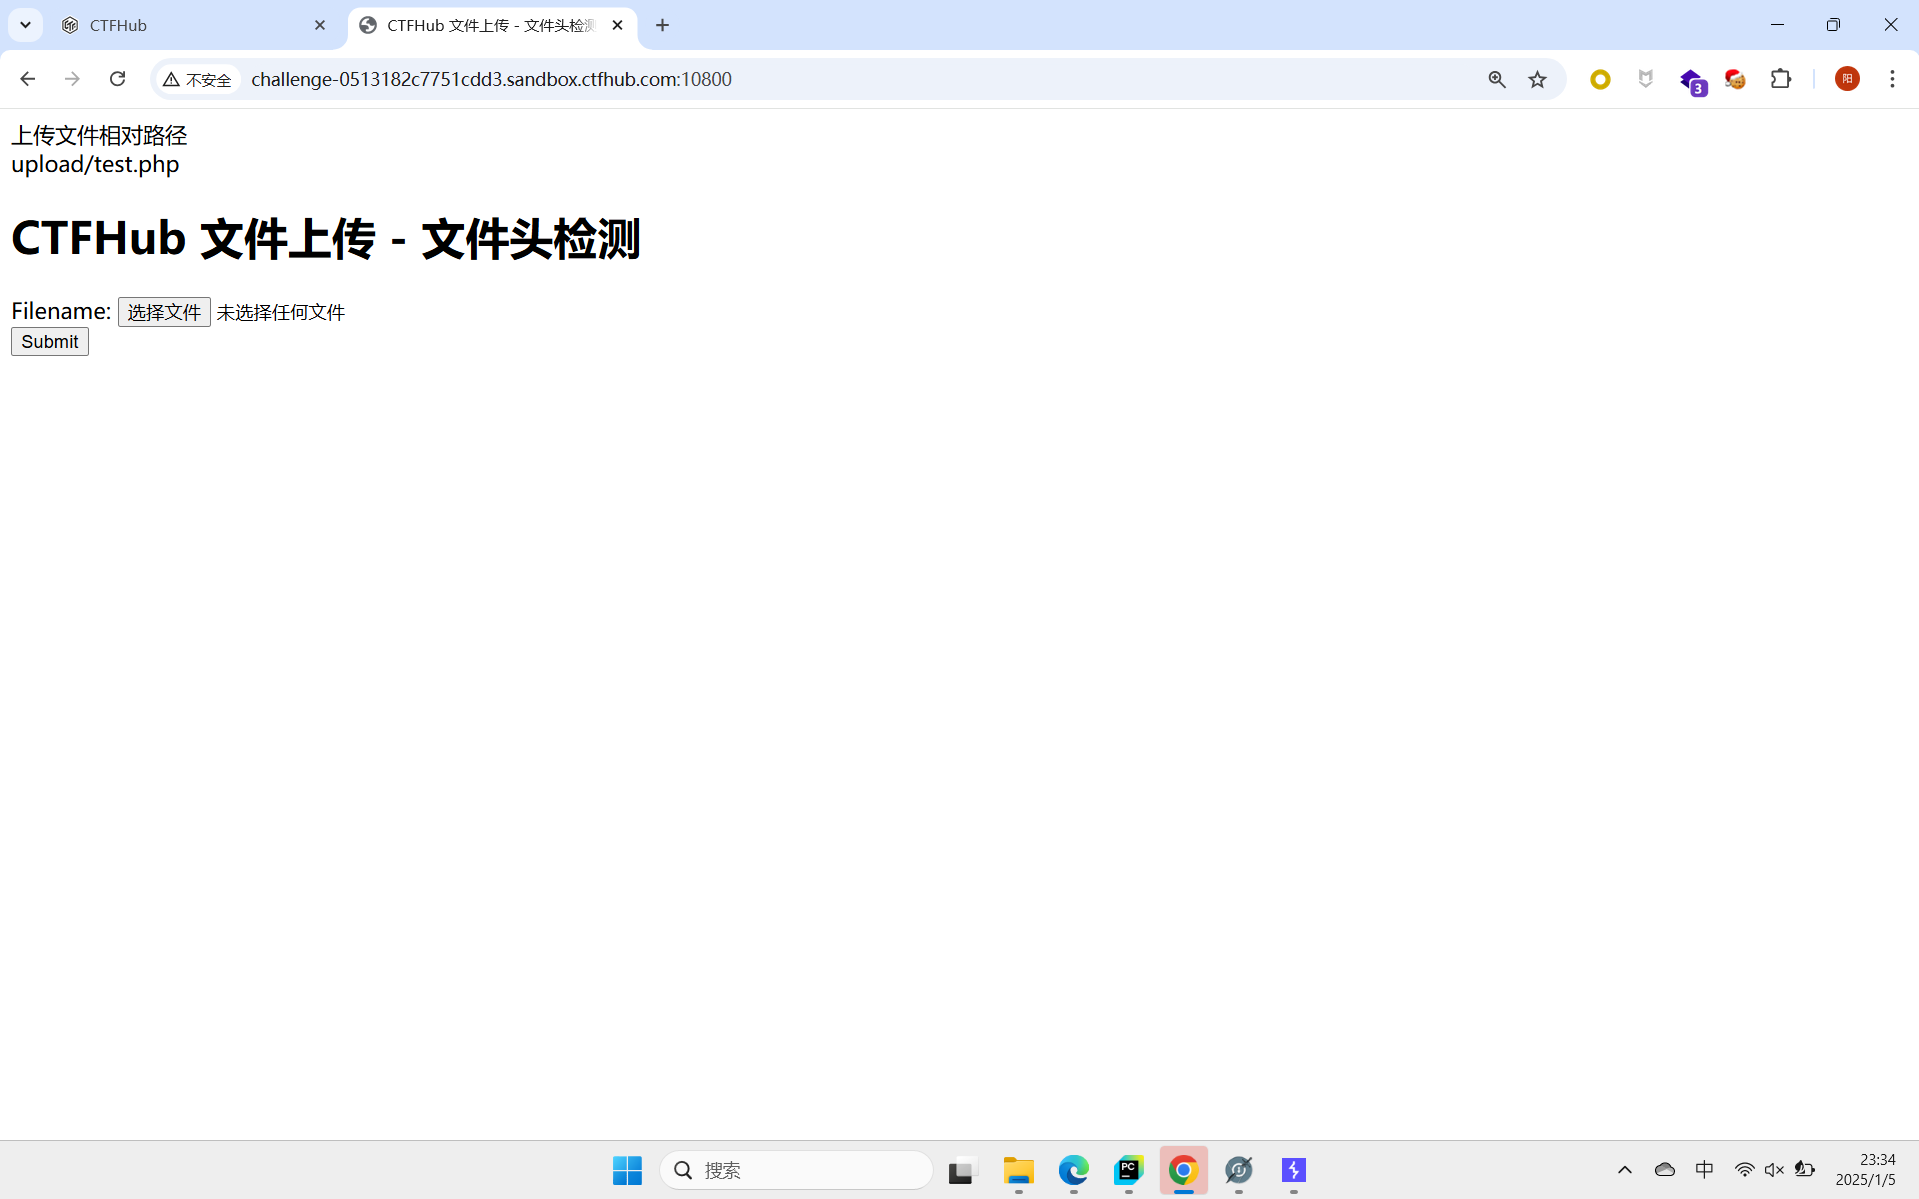 CTFHub
CTFHub 文件上传 - 文件头检测
不安全
challenge-0513182c7751cdd3.sandbox.ctfhub.com:10800
3
阳
上传文件相对路径
upload/test.php
CTFHub 文件上传 - 文件头检测
Filename: 选择文件 未选择任何文件
Submit
搜索
PC
中
23:34
2025/1/5